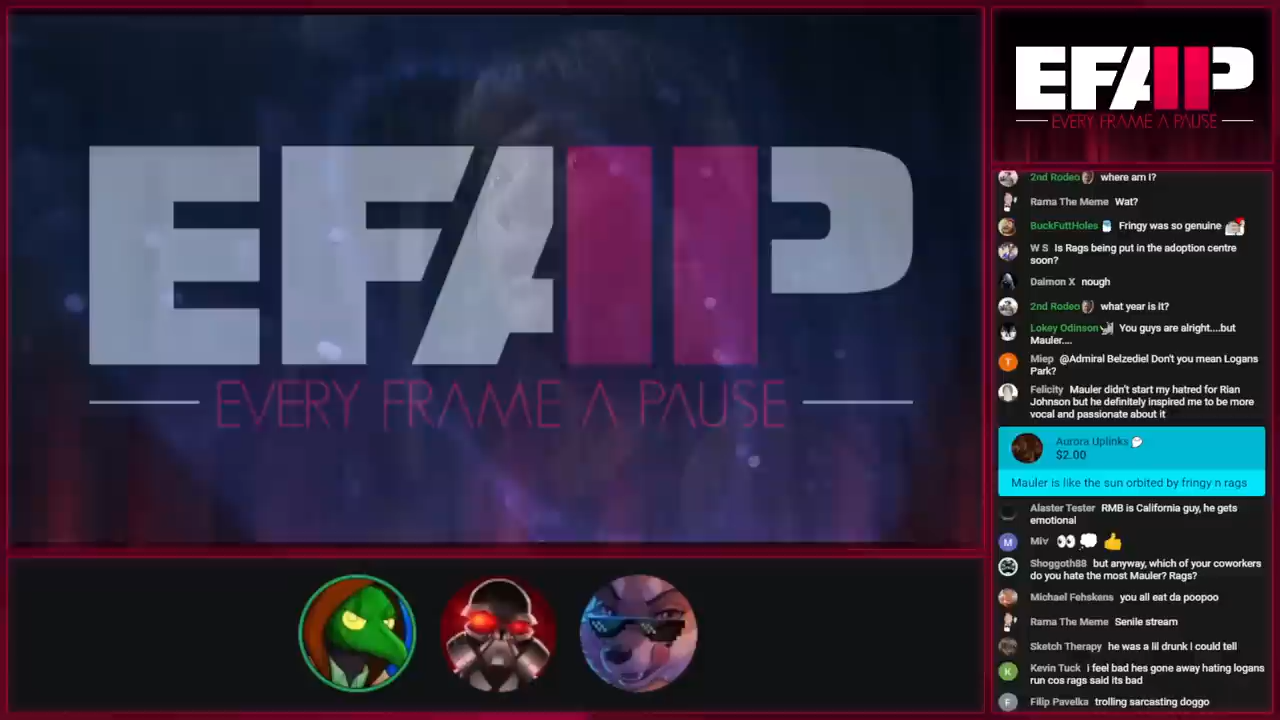 EFAP
EVERY FRAME A PAUSE
EFAP
EVERY FRAME A PAUSE
2nd Rodeo where am I?
Rama The Meme Wat?
BuckFuttHoles Fringy was so genuine
W S Is Rags being put in the adoption centre
soon?
Daimon X nough
2nd Rodeo what year is it?
Lokey Odinson You guys are alright....but
Mauler....
T
Miep @Admiral Belzediel Don't you mean Logans
Park?
Felicity Mauler didn't start my hatred for Rian
Johnson but he definitely inspired me to be more
vocal and passionate about it
Aurora Uplinks
$2.00
Mauler is like the sun orbited by fringy n rags
Alaster Tester RMB is California guy, he gets
emotional
M
Mi∀ 👀 💭 👍
Shoggoth88 but anyway, which of your coworkers
do you hate the most Mauler? Rags?
Michael Fehskens you all eat da poopoo
Rama The Meme Senile stream
Sketch Therapy he was a lil drunk i could tell
K
Kevin Tuck i feel bad hes gone away hating logans
run cos rags said its bad
F
Filip Pavelka trolling sarcasting doggo